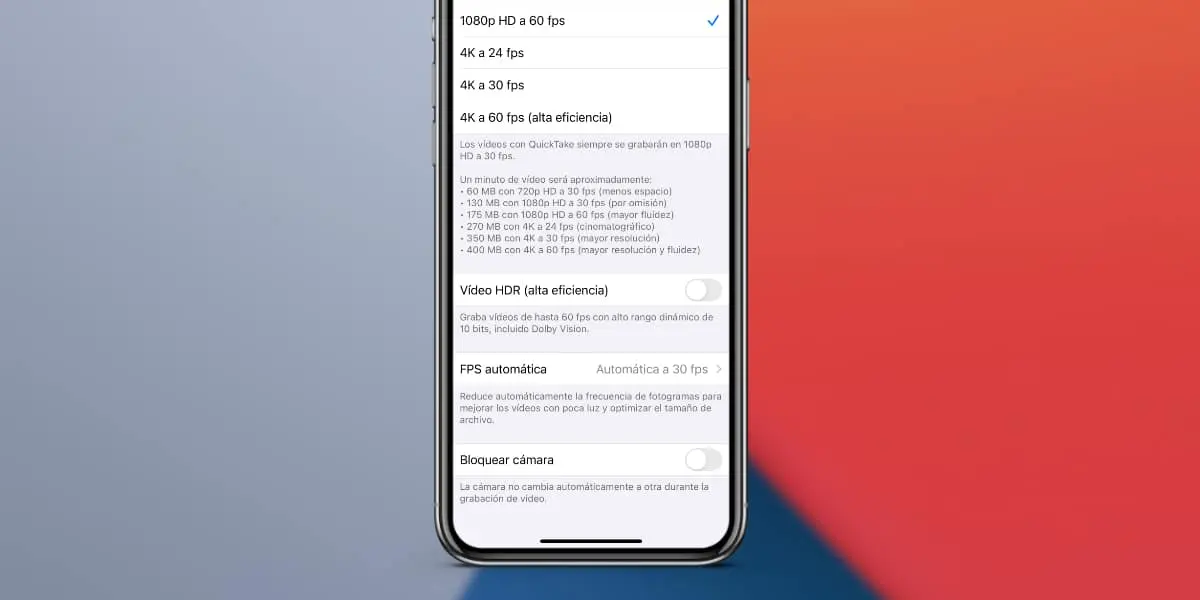 1080p HD a 60 fps
4K a 24 fps
4K a 30 fps
4K a 60 fps (alta eficiencia)
Los vídeos con QuickTake siempre se grabarán en 1080p
HD a 30 fps.
Un minuto de vídeo será aproximadamente:
• 60 MB con 720p HD a 30 fps (menos espacio)
• 130 MB con 1080p HD a 30 fps (por omisión)
• 175 MB con 1080p HD a 60 fps (mayor fluidez)
• 270 MB con 4K a 24 fps (cinematográfico)
• 350 MB con 4K a 30 fps (mayor resolución)
• 400 MB con 4K a 60 fps (mayor resolución y fluidez)
Vídeo HDR (alta eficiencia)
Graba vídeos de hasta 60 fps con alto rango dinámico de
10 bits, incluido Dolby Vision.
FPS automática Automática a 30 fps
Reduce automáticamente la frecuencia de fotogramas para
mejorar los vídeos con poca luz y optimizar el tamaño de
archivo.
Bloquear cámara
La cámara no cambia automáticamente a otra durante la
grabación de vídeo.